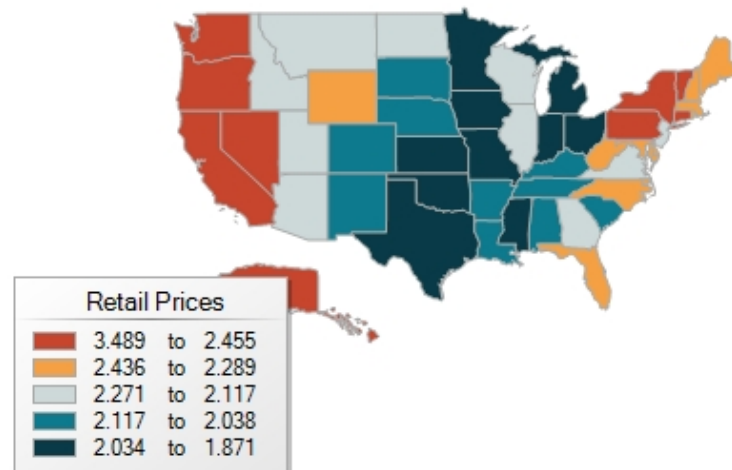 Retail Prices
3.489 to 2.455
2.436 to 2.289
2.271 to 2.117
2.117 to 2.038
2.034 to 1.871